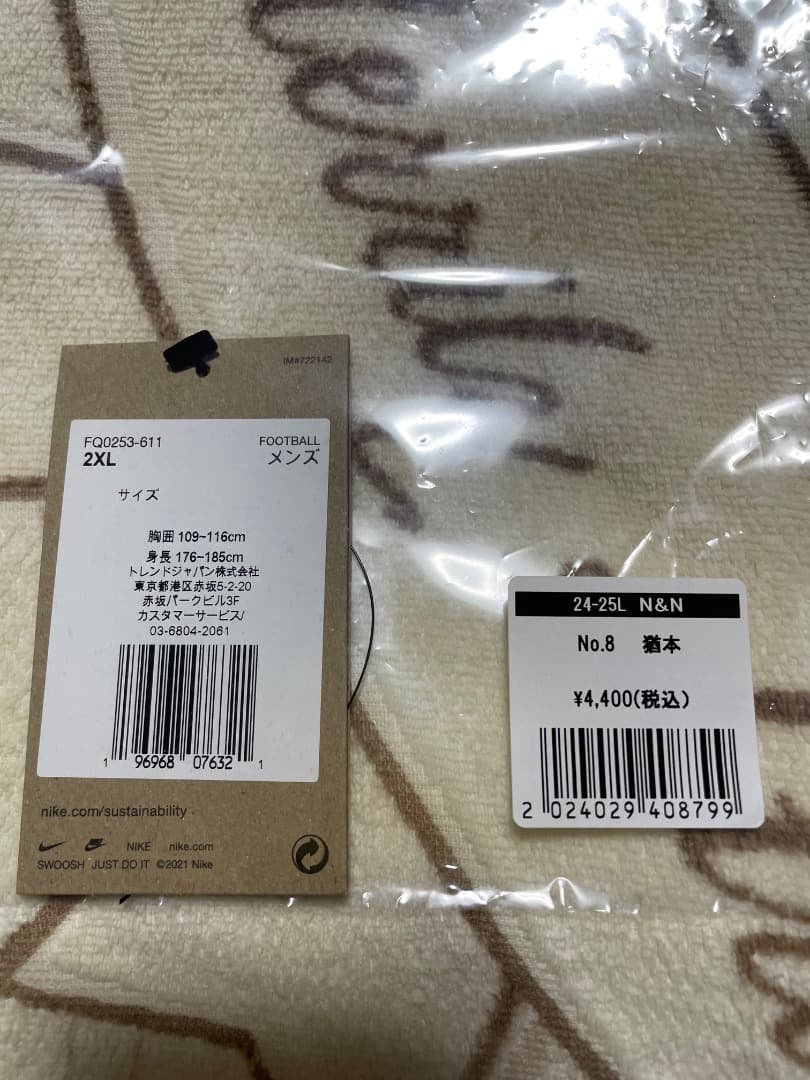 IM#722142
FQ0253-611
FOOTBALL
2XL
メンズ
サイズ
胸囲 109~116cm
身長 176~185cm
トレンドジャパン株式会社
東京都港区赤坂5-2-20
赤坂パークビル3F
カスタマーサービス/
03-6804-2061
1 96968 07632 1
nike.com/sustainability
NIKE nike.com
SWOOSH JUST DO IT ©2021 Nike
24-25L N&N
No.8 猶本
¥4,400(税込)
2 024029 408799